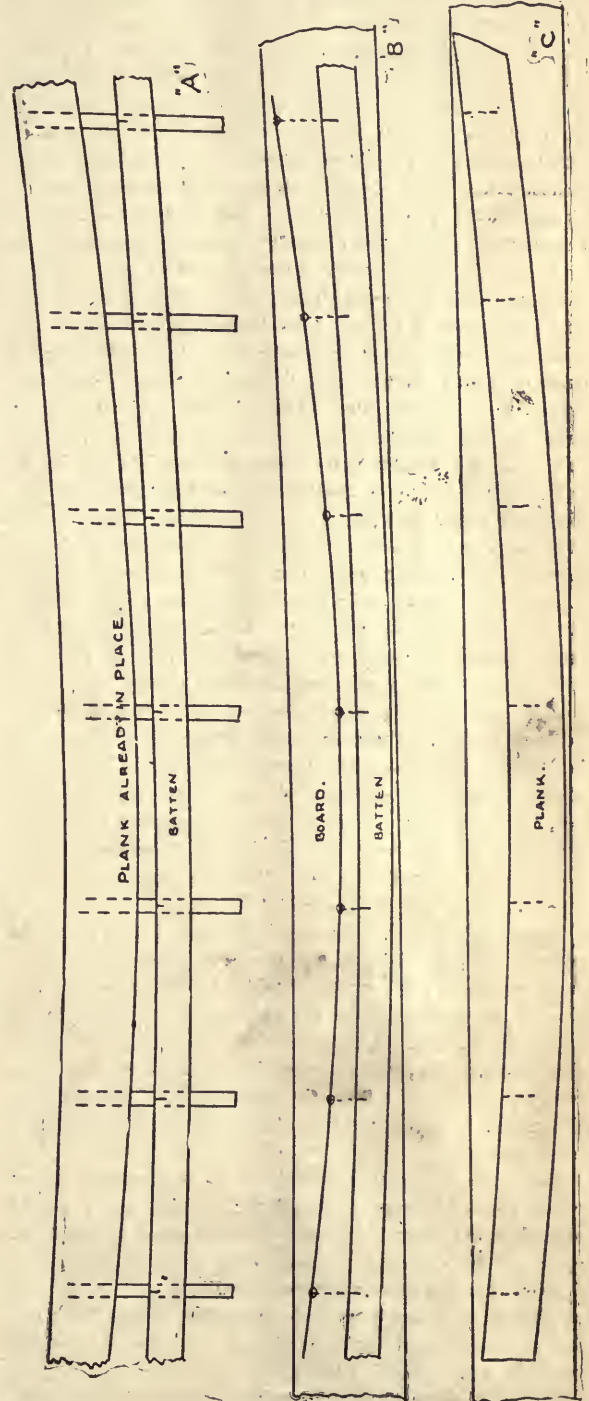 "A"
PLANK ALREADY IN PLACE.
BATTEN
"B"
BOARD.
BATTEN
"C"
PLANK.